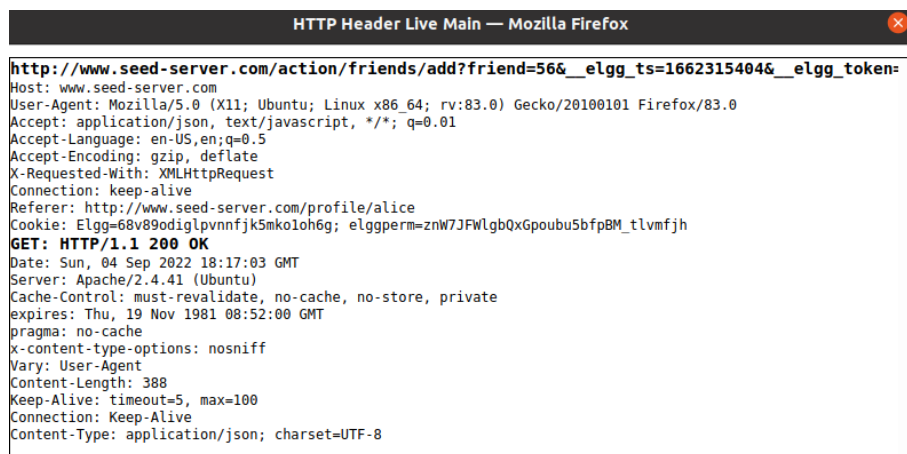 HTTP Header Live Main — Mozilla Firefox
http://www.seed-server.com/action/friends/add?friend=56&__elgg_ts=1662315404&__elgg_token=
Host: www.seed-server.com
User-Agent: Mozilla/5.0 (X11; Ubuntu; Linux x86_64; rv:83.0) Gecko/20100101 Firefox/83.0
Accept: application/json, text/javascript, */*; q=0.01
Accept-Language: en-US,en;q=0.5
Accept-Encoding: gzip, deflate
X-Requested-With: XMLHttpRequest
Connection: keep-alive
Referer: http://www.seed-server.com/profile/alice
Cookie: Elgg=68v89odiglpvnnfjk5mko1oh6g; elggperm=znW7JFWlgbQxGpoubu5bfpBM_tlvmfjh
GET: HTTP/1.1 200 OK
Date: Sun, 04 Sep 2022 18:17:03 GMT
Server: Apache/2.4.41 (Ubuntu)
Cache-Control: must-revalidate, no-cache, no-store, private
expires: Thu, 19 Nov 1981 08:52:00 GMT
pragma: no-cache
x-content-type-options: nosniff
Vary: User-Agent
Content-Length: 388
Keep-Alive: timeout=5, max=100
Connection: Keep-Alive
Content-Type: application/json; charset=UTF-8